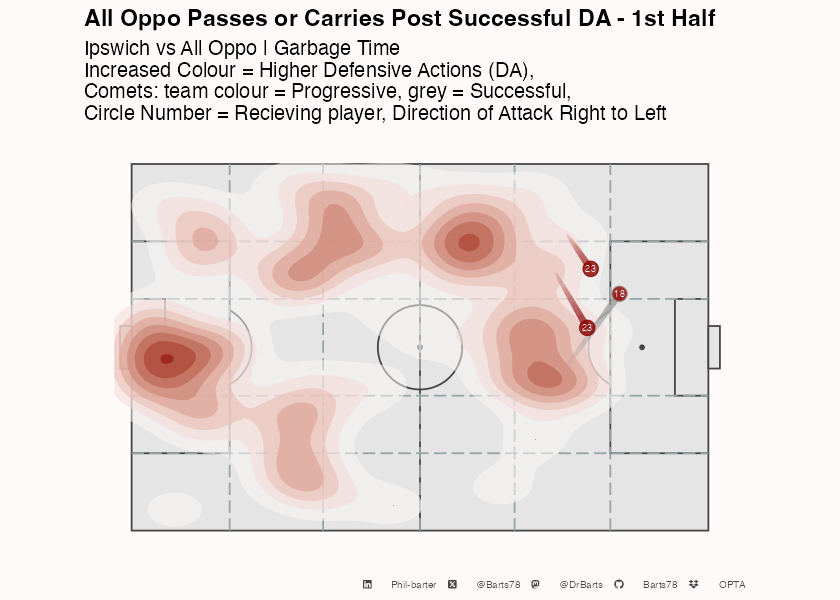 All Oppo Passes or Carries Post Successful DA - 1st Half
Ipswich vs All Oppo | Garbage Time
Increased Colour = Higher Defensive Actions (DA),
Comets: team colour = Progressive, grey = Successful,
Circle Number = Recieving player, Direction of Attack Right to Left
23
18
23
Phil-barter @Barts78 @DrBarts Barts78 OPTA